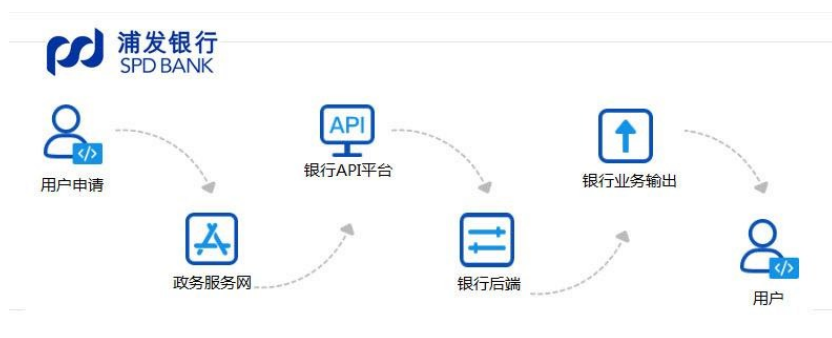 浦发银行
SPD BANK
用户申请
</>
政务服务网
API
银行API平台
银行后端
银行业务输出
</>
用户